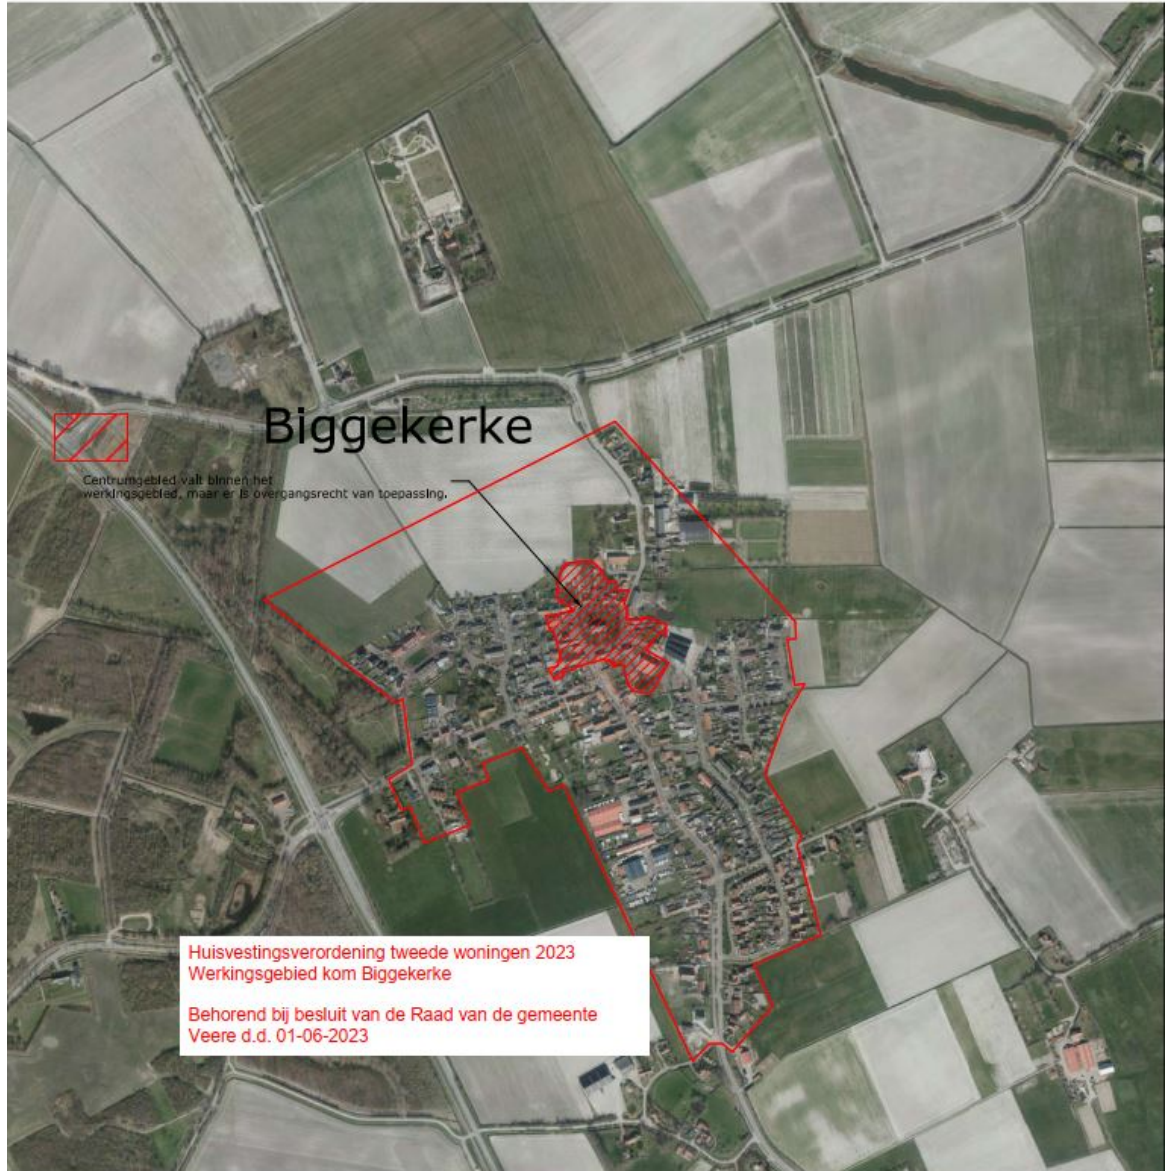 Biggekerke
Centrumgebied valt binnen het
werkingsgebied, maar er is overgangsrecht van toepassing.
Huisvestingsverordening tweede woningen 2023
Werkingsgebied kom Biggekerke
Behorend bij besluit van de Raad van de gemeente
Veere d.d. 01-06-2023